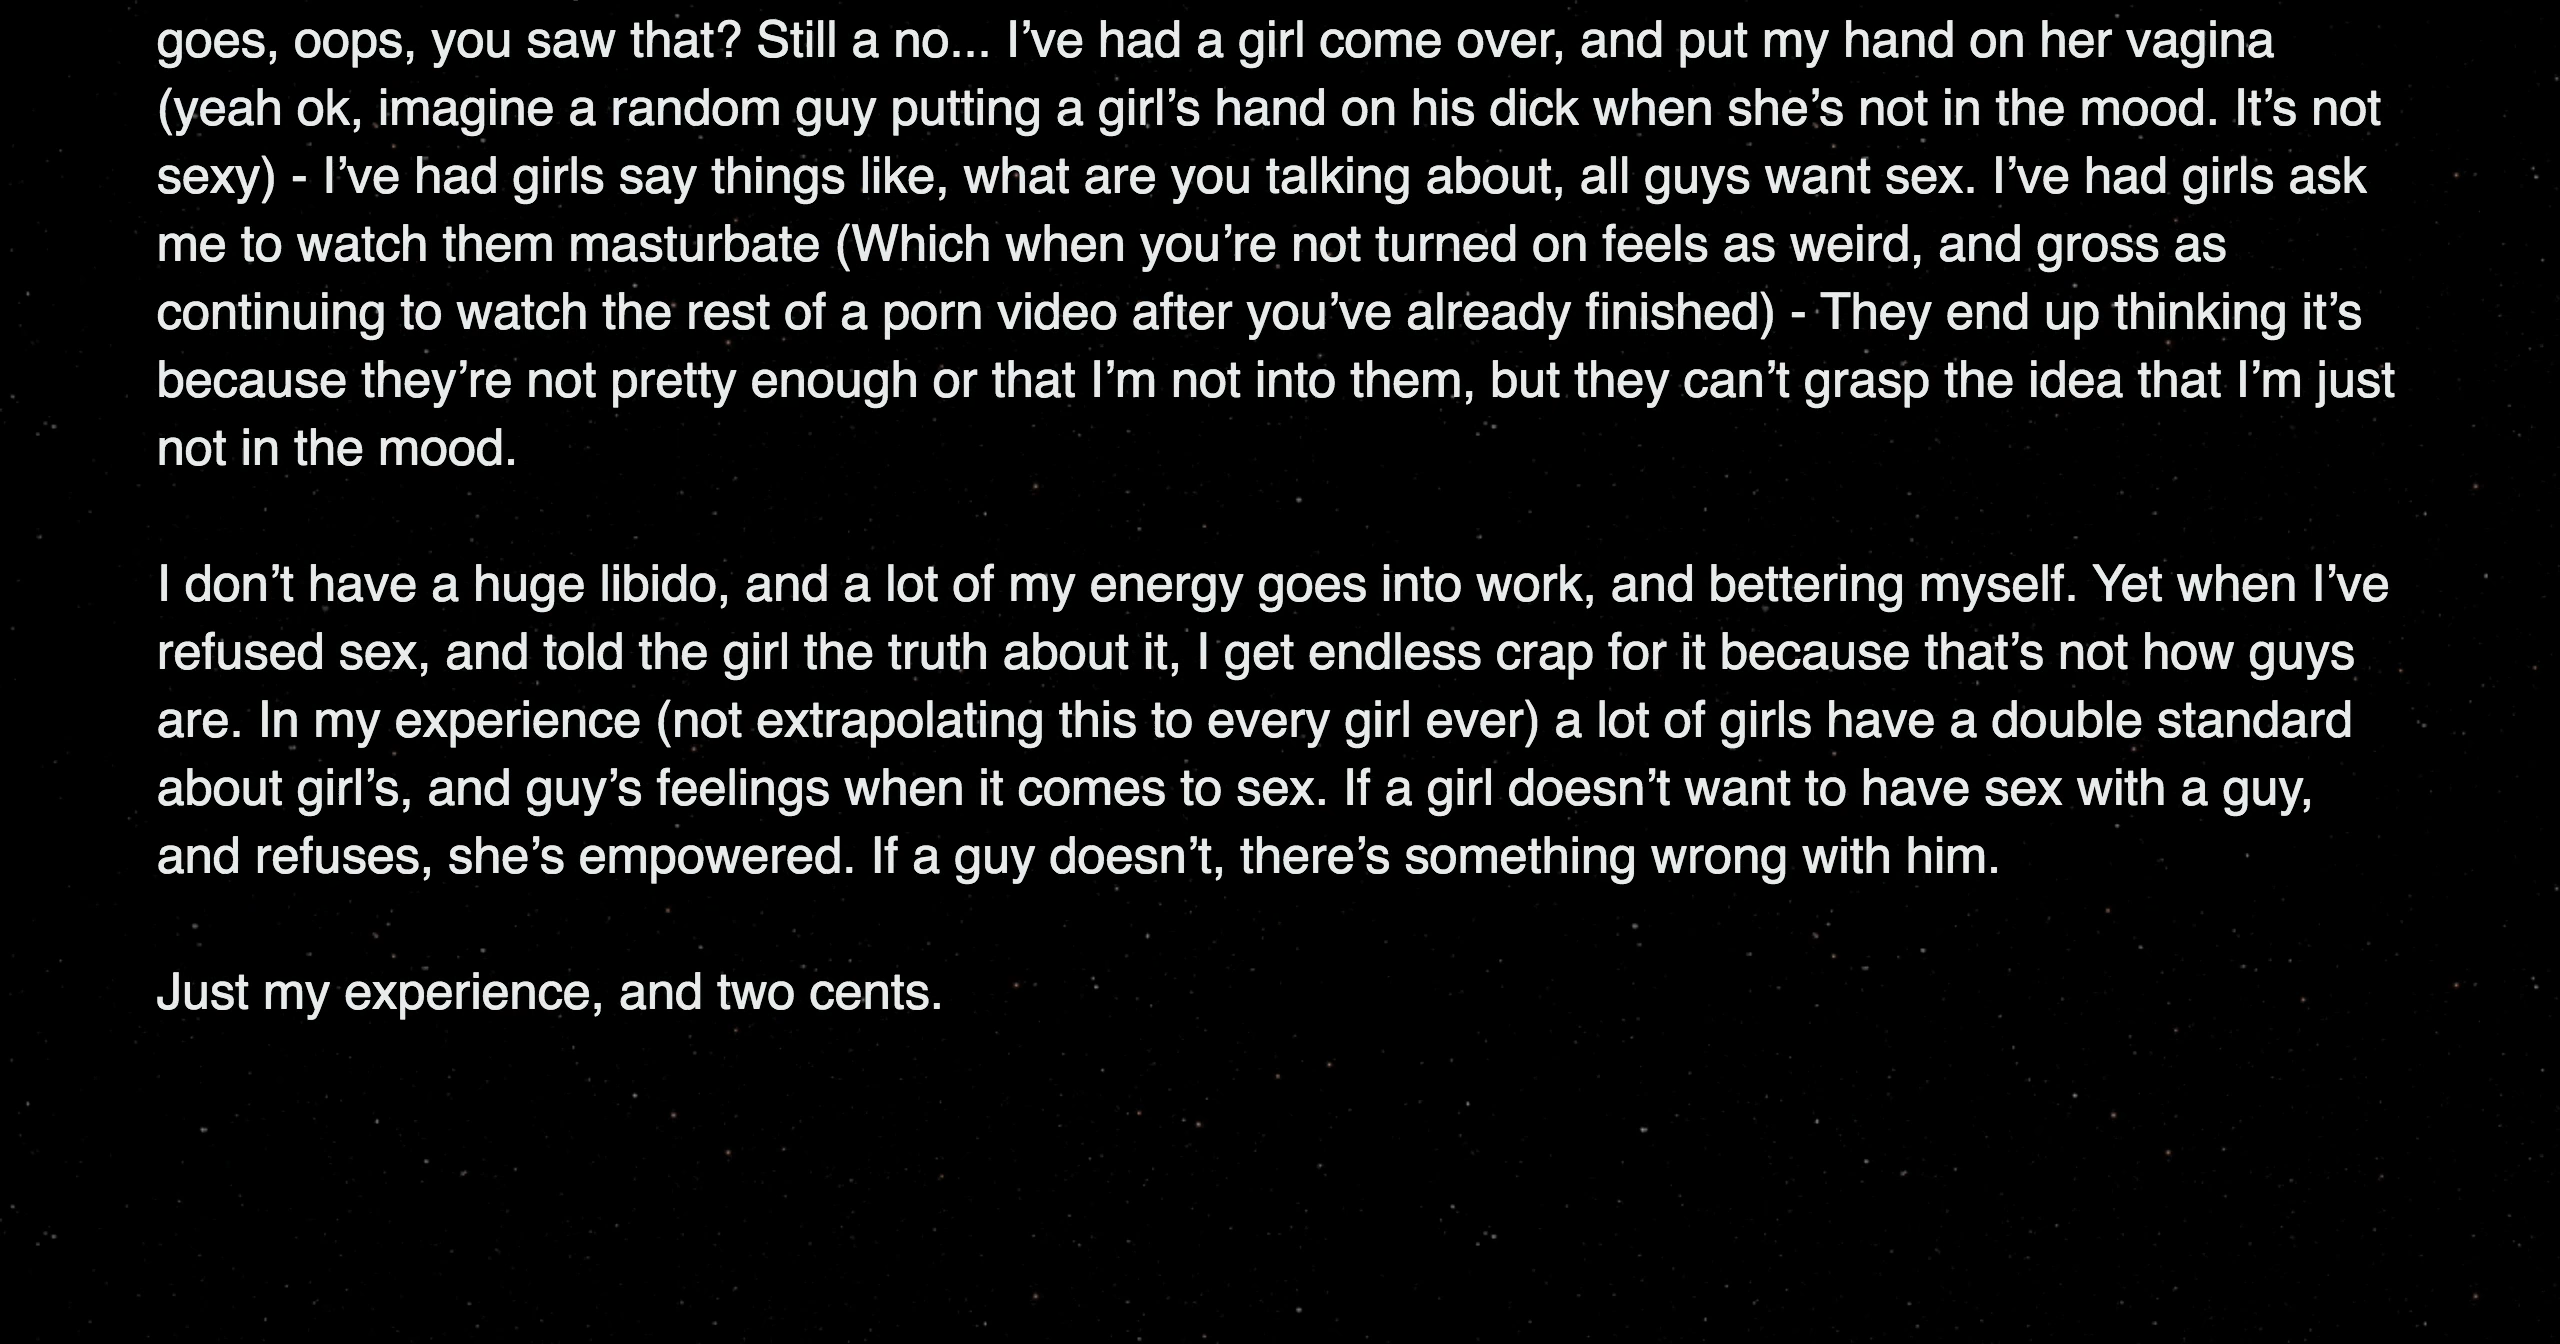 goes, oops, you saw that? Still a no... I’ve had a girl come over, and put my hand on her vagina
(yeah ok, imagine a random guy putting a girl’s hand on his dick when she’s not in the mood. It’s not
sexy) - I’ve had girls say things like, what are you talking about, all guys want sex. I’ve had girls ask
me to watch them masturbate (Which when you’re not turned on feels as weird, and gross as
continuing to watch the rest of a porn video after you’ve already finished) - They end up thinking it’s
because they’re not pretty enough or that I’m not into them, but they can’t grasp the idea that I’m just
not in the mood.
I don’t have a huge libido, and a lot of my energy goes into work, and bettering myself. Yet when I’ve
refused sex, and told the girl the truth about it, I get endless crap for it because that’s not how guys
are. In my experience (not extrapolating this to every girl ever) a lot of girls have a double standard
about girl’s, and guy’s feelings when it comes to sex. If a girl doesn’t want to have sex with a guy,
and refuses, she’s empowered. If a guy doesn’t, there’s something wrong with him.
Just my experience, and two cents.